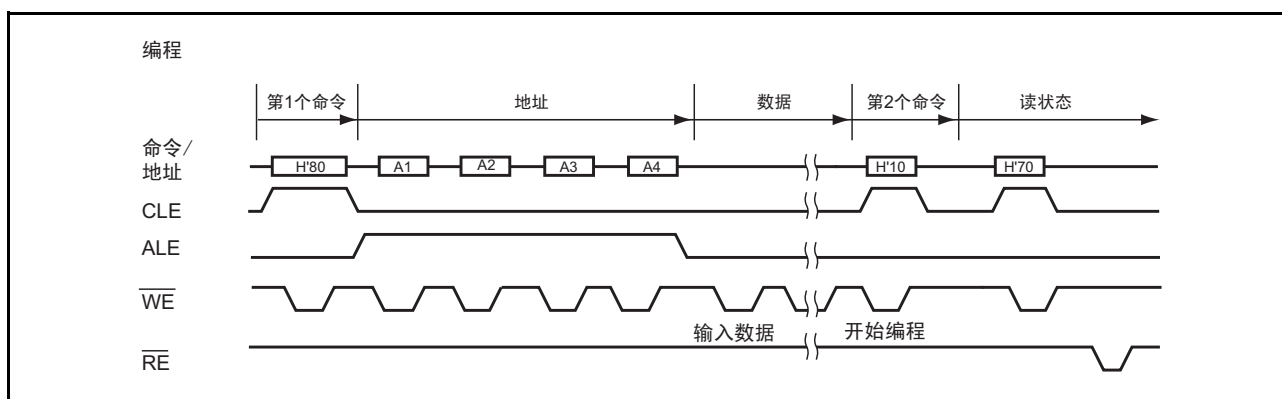 编程
第1个命令 地址 数据 第2个命令 读状态
命令/
地址
H'80 A1 A2 A3 A4 H'10 H'70
CLE
ALE
WE
输入数据 开始编程
RE